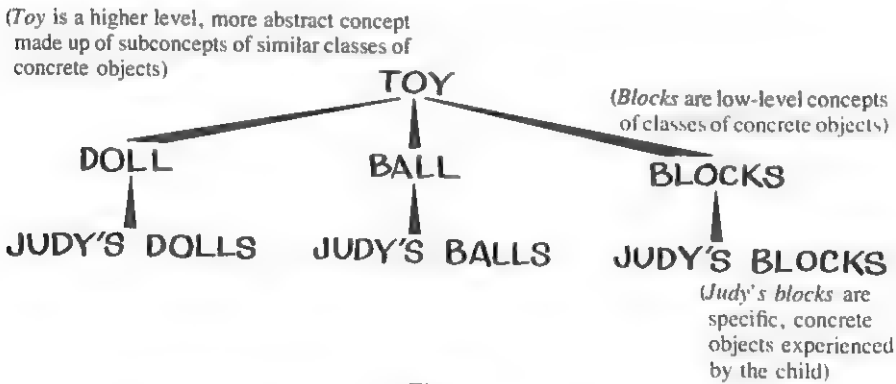 (Toy is a higher level, more abstract concept
made up of subconcepts of similar classes of
concrete objects)
TOY
(Blocks are low-level concepts
of classes of concrete objects)
DOLL
BALL
BLOCKS
JUDY'S DOLLS
JUDY'S BALLS
JUDY'S BLOCKS
(Judy's blocks are
specific, concrete
objects experienced
by the child)